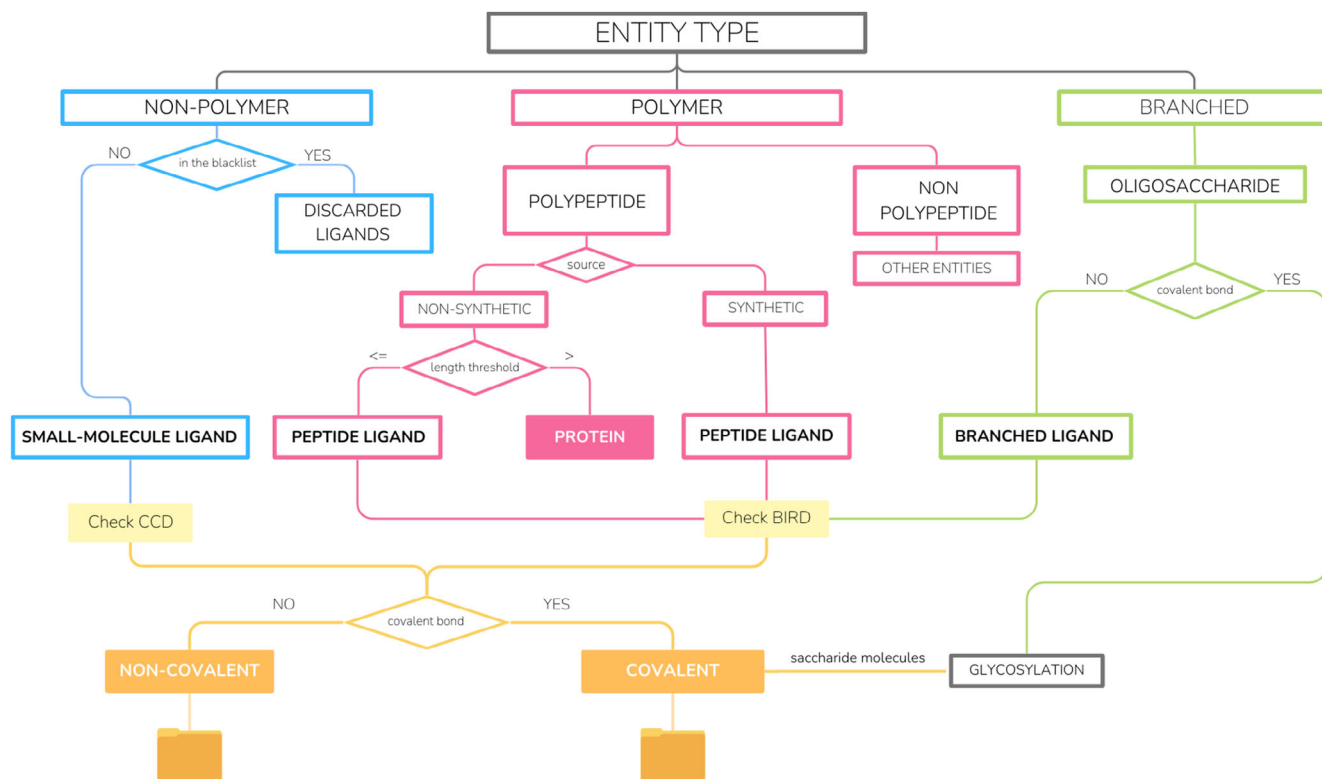 ENTITY TYPE
NON-POLYMER
POLYMER
BRANCHED
NO
in the blacklist
YES
DISCARDED
LIGANDS
POLYPEPTIDE
NON
POLYPEPTIDE
OLIGOSACCHARIDE
source
OTHER ENTITIES
NO
covalent bond
YES
NON-SYNTHETIC
SYNTHETIC
<=
length threshold
>
SMALL-MOLECULE LIGAND
PEPTIDE LIGAND
PROTEIN
PEPTIDE LIGAND
BRANCHED LIGAND
Check CCD
Check BIRD
NO
covalent bond
YES
NON-COVALENT
COVALENT
saccharide molecules
GLYCOSYLATION